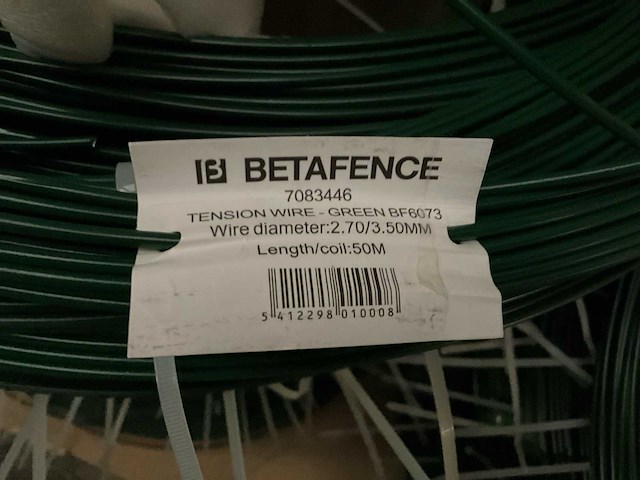 BETAFENCE
7083446
TENSION WIRE - GREEN BF6073
Wire diameter:2.70/3.50MM
Length/coil:50M
5 412298 010008